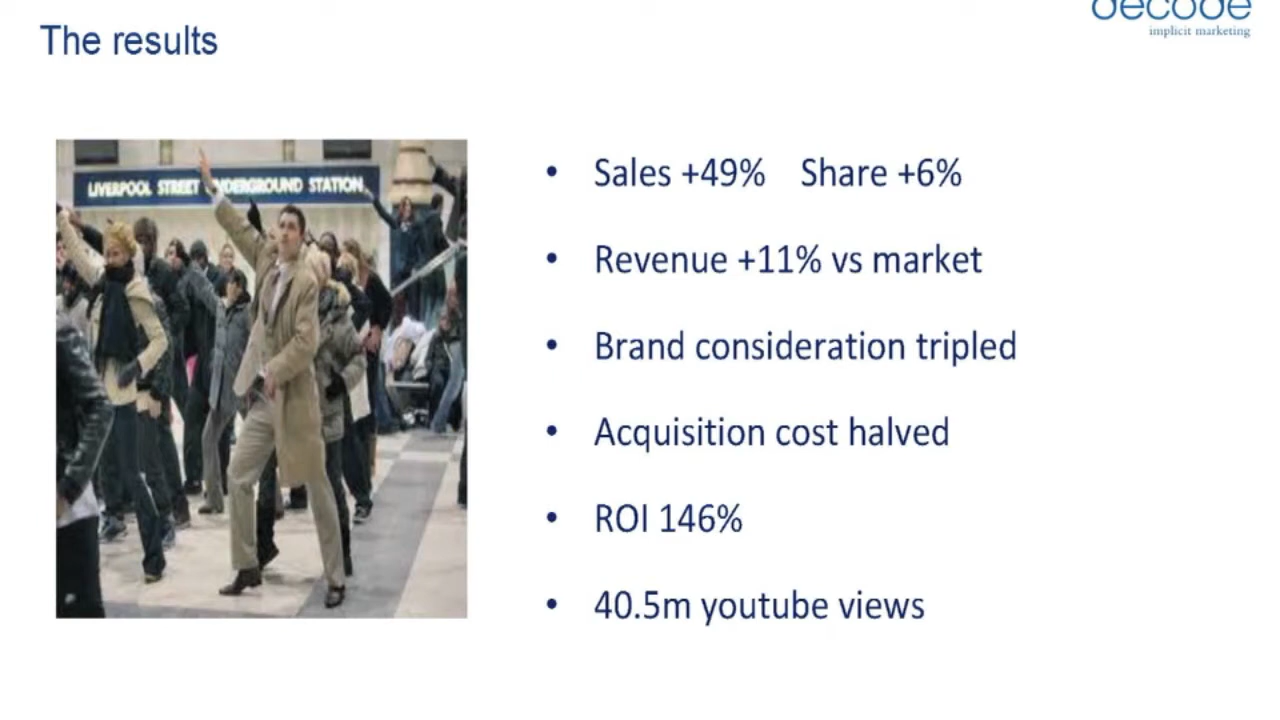 The results
decode
implicit marketing
LIVERPOOL STREET UNDERGROUND STATION
• Sales +49% Share +6%
• Revenue +11% vs market
• Brand consideration tripled
• Acquisition cost halved
• ROI 146%
• 40.5m youtube views